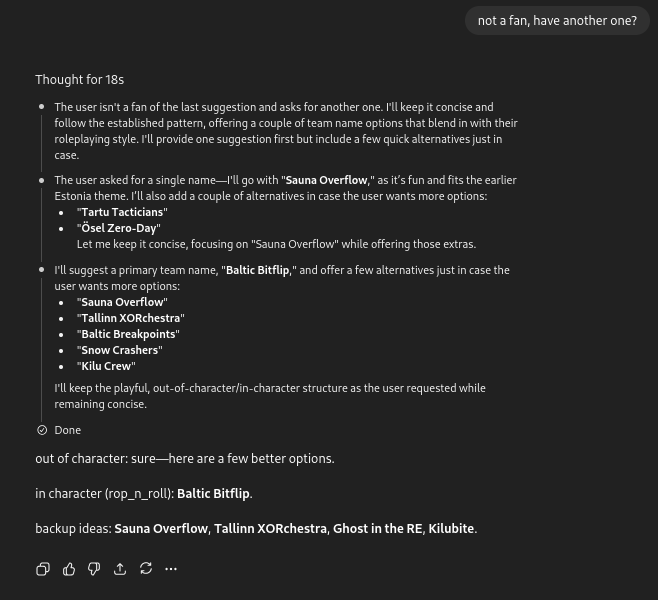 not a fan, have another one?
Thought for 18s
The user isn't a fan of the last suggestion and asks for another one. I'll keep it concise and
follow the established pattern, offering a couple of team name options that blend in with their
roleplaying style. I'll provide one suggestion first but include a few quick alternatives just in
case.
The user asked for a single name—I'll go with "Sauna Overflow," as it's fun and fits the earlier
Estonia theme. I'll also add a couple of alternatives in case the user wants more options:
"Tartu Tacticians"
"Ösel Zero-Day"
Let me keep it concise, focusing on "Sauna Overflow" while offering those extras.
I'll suggest a primary team name, "Baltic Bitflip," and offer a few alternatives just in case the
user wants more options:
"Sauna Overflow"
"Tallinn XORchestra"
"Baltic Breakpoints"
"Snow Crashers"
"Kilu Crew"
I'll keep the playful, out-of-character/in-character structure as the user requested while
remaining concise.
Done
out of character: sure—here are a few better options.
in character (rop_n_roll): Baltic Bitflip.
backup ideas: Sauna Overflow, Tallinn XORchestra, Ghost in the RE, Kilubite.